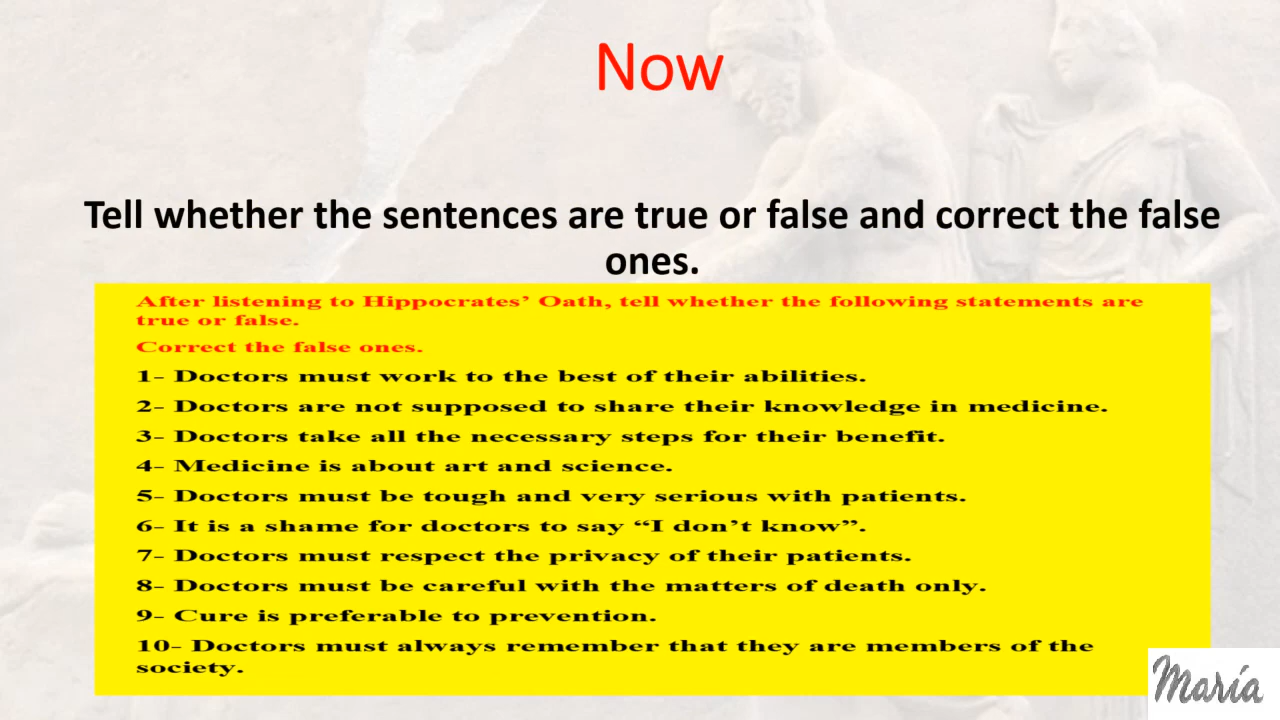 Now
Tell whether the sentences are true or false and correct the false
ones.
After listening to Hippocrates’ Oath, tell whether the following statements are
true or false.
Correct the false ones.
1- Doctors must work to the best of their abilities.
2- Doctors are not supposed to share their knowledge in medicine.
3- Doctors take all the necessary steps for their benefit.
4- Medicine is about art and science.
5- Doctors must be tough and very serious with patients.
6- It is a shame for doctors to say “I don’t know”.
7- Doctors must respect the privacy of their patients.
8- Doctors must be careful with the matters of death only.
9- Cure is preferable to prevention.
10- Doctors must always remember that they are members of the
society.
María